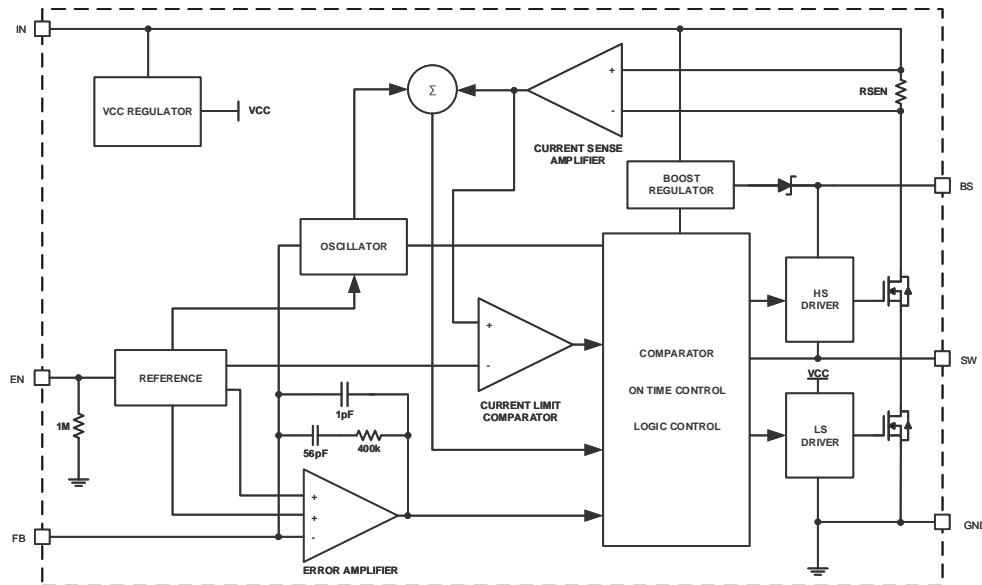 IN
VCC REGULATOR
VCC
Σ
+
-
RSEN
CURRENT SENSE
AMPLIFIER
BOOST
REGULATOR
BS
OSCILLATOR
HS
DRIVER
+
-
COMPARATOR
ON TIME CONTROL
LOGIC CONTROL
SW
EN
REFERENCE
VCC
1pF
CURRENT LIMIT
COMPARATOR
1M
56pF
400k
LS
DRIVER
+
+
-
GND
FB
ERROR AMPLIFIER